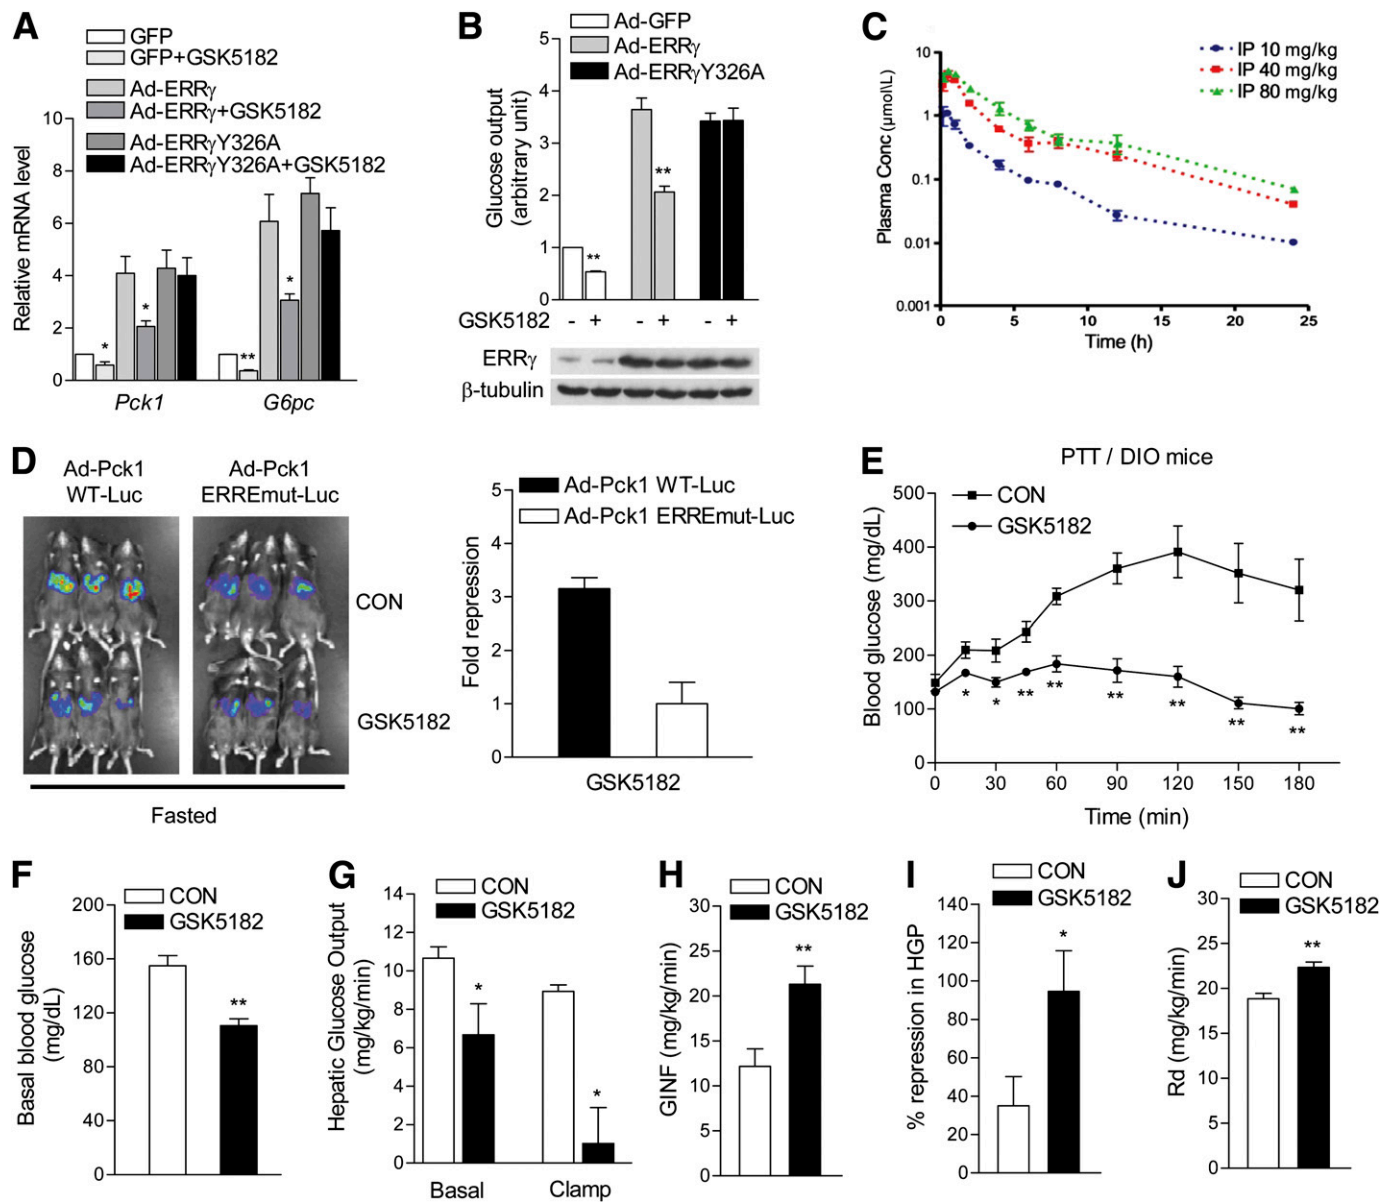 A
GFP
GFP+GSK5182
Ad-ERRγ
Ad-ERRγ+GSK5182
Ad-ERRγY326A
Ad-ERRγY326A+GSK5182
Relative mRNA level
10
8
6
4
2
0
*
*
**
*
Pck1
G6pc
B
Ad-GFP
Ad-ERRγ
Ad-ERRγY326A
Glucose output
(arbitrary unit)
5
4
3
2
1
0
**
**
GSK5182 - + - + - +
ERRγ
β-tubulin
C
IP 10 mg/kg
IP 40 mg/kg
IP 80 mg/kg
Plasma Conc (μmol\L)
10
1
0.1
0.01
0.001
0 5 10 15 20 25
Time (h)
D
Ad-Pck1
WT-Luc
Ad-Pck1
ERREmut-Luc
CON
GSK5182
Fasted
Ad-Pck1 WT-Luc
Ad-Pck1 ERREmut-Luc
Fold repression
5
4
3
2
1
0
GSK5182
E
PTT / DIO mice
CON
GSK5182
Blood glucose (mg/dL)
500
400
300
200
100
0
* * ** ** ** ** ** **
0 30 60 90 120 150 180
Time (min)
F
CON
GSK5182
Basal blood glucose
(mg/dL)
200
160
120
80
40
0
**
G
CON
GSK5182
Hepatic Glucose Output
(mg/kg/min)
14
12
10
8
6
4
2
0
*
*
Basal
Clamp
H
CON
GSK5182
GINF (mg/kg/min)
30
25
20
15
10
5
0
**
I
CON
GSK5182
% repression in HGP
140
120
100
80
60
40
20
0
*
J
CON
GSK5182
Rd (mg/kg/min)
30
25
20
15
10
5
0
**